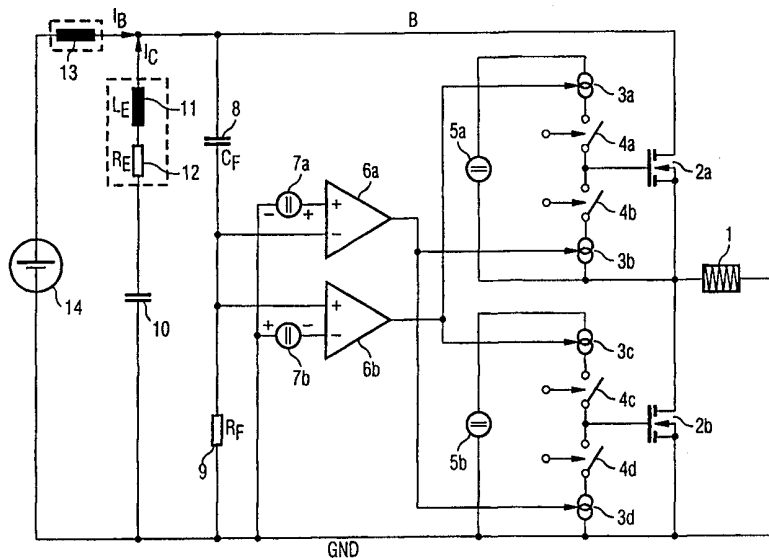 I_B
B
13
I_C
8
3a
L_E
11
C_F
7a
6a
5a
4a
R_E
12
2a
- +
+
-
4b
1
14
3b
10
+
+ -
-
7b
6b
3c
R_F
9
5b
4c
2b
4d
3d
GND